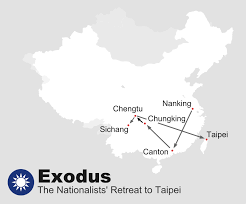 Nanking
Chengtu
Chungking
Sichang
Taipei
Canton
Exodus
The Nationalists' Retreat to Taipei